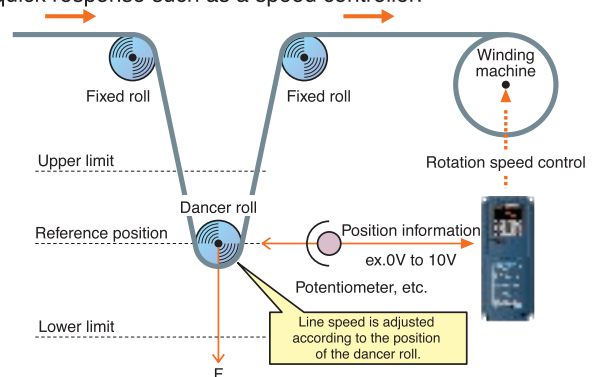 quick response such as a speed controller.
Winding
machine
Fixed roll
Fixed roll
Upper limit
Rotation speed control
Dancer roll
Reference position
Position information
ex.0V to 10V
Potentiometer, etc.
Line speed is adjusted
according to the position
of the dancer roll.
Lower limit
F